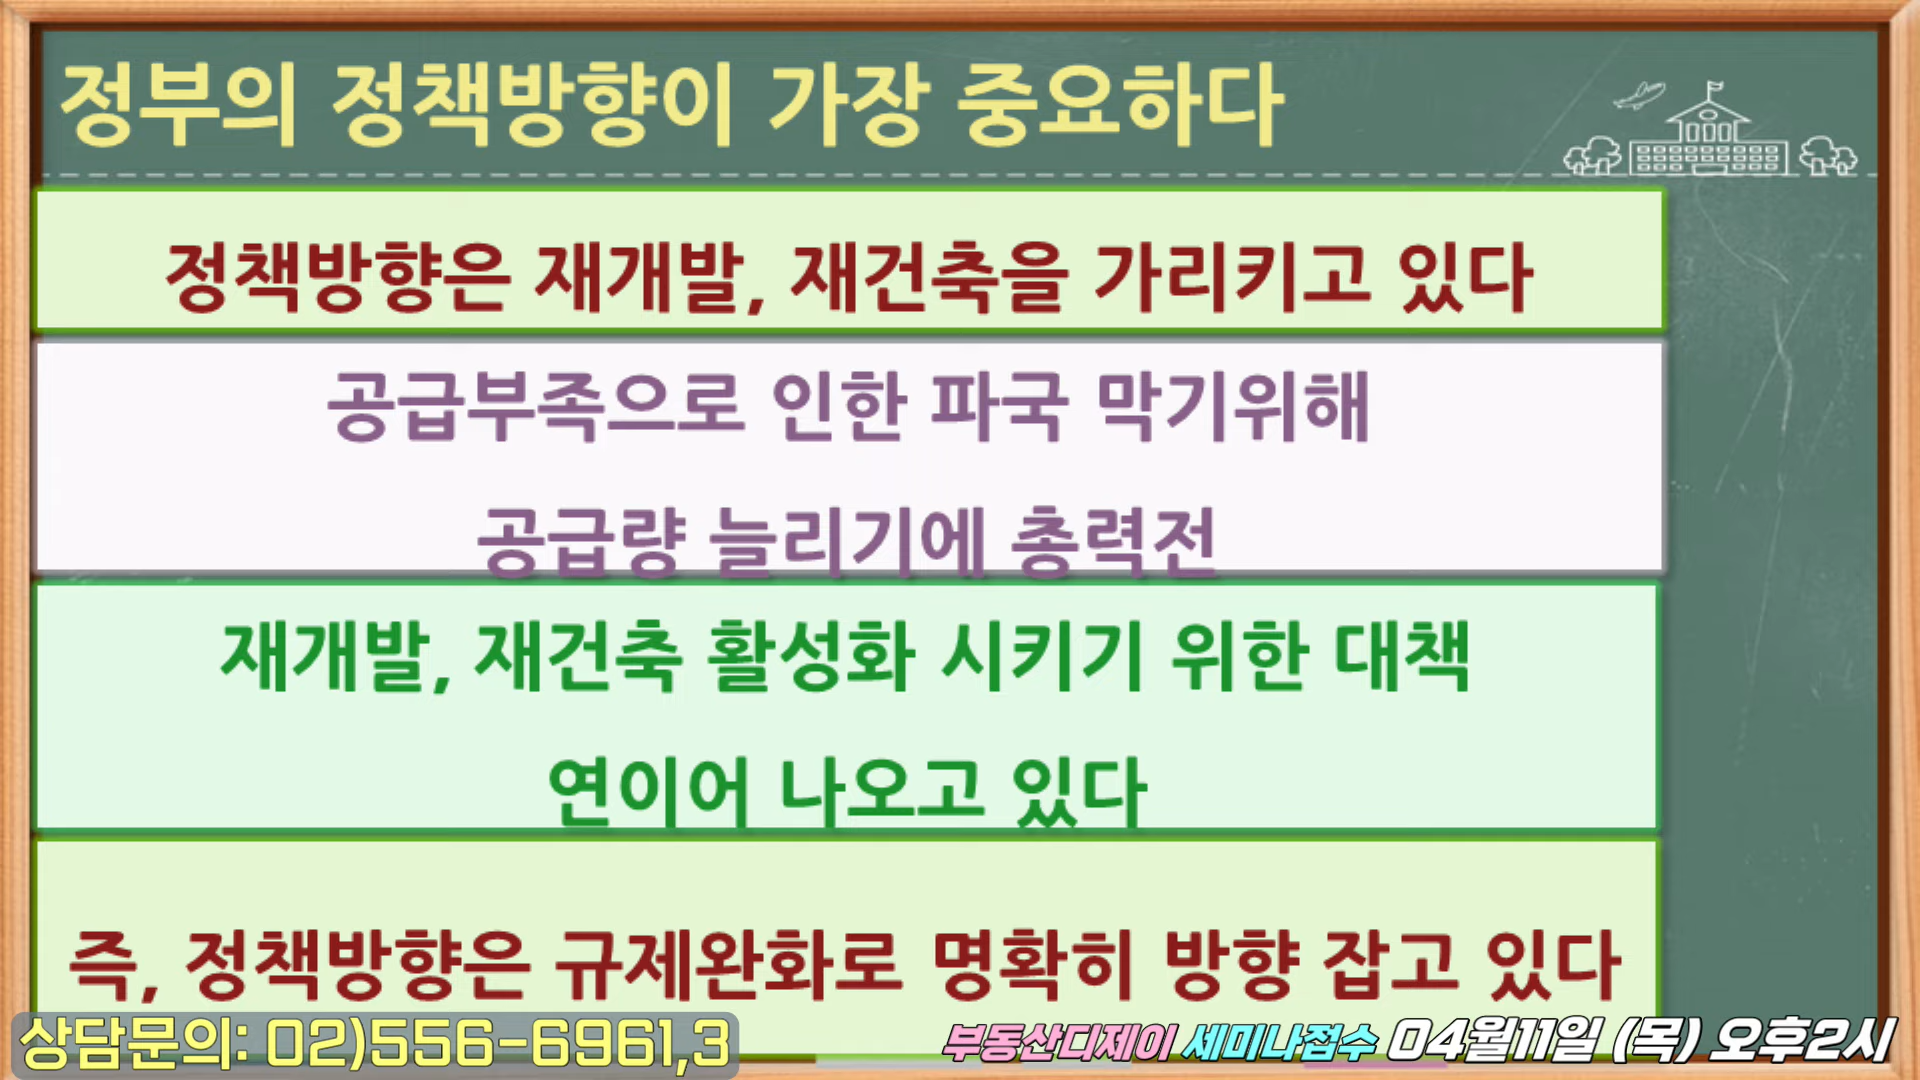 정부의 정책방향이 가장 중요하다
정책방향은 재개발, 재건축을 가리키고 있다
공급부족으로 인한 파국 막기위해
공급량 늘리기에 총력전
재개발, 재건축 활성화 시키기 위한 대책
연이어 나오고 있다
즉, 정책방향은 규제완화로 명확히 방향 잡고 있다
상담문의: 02)556-6961,3
부동산디제이 세미나접수 04월11일 (목) 오후2시